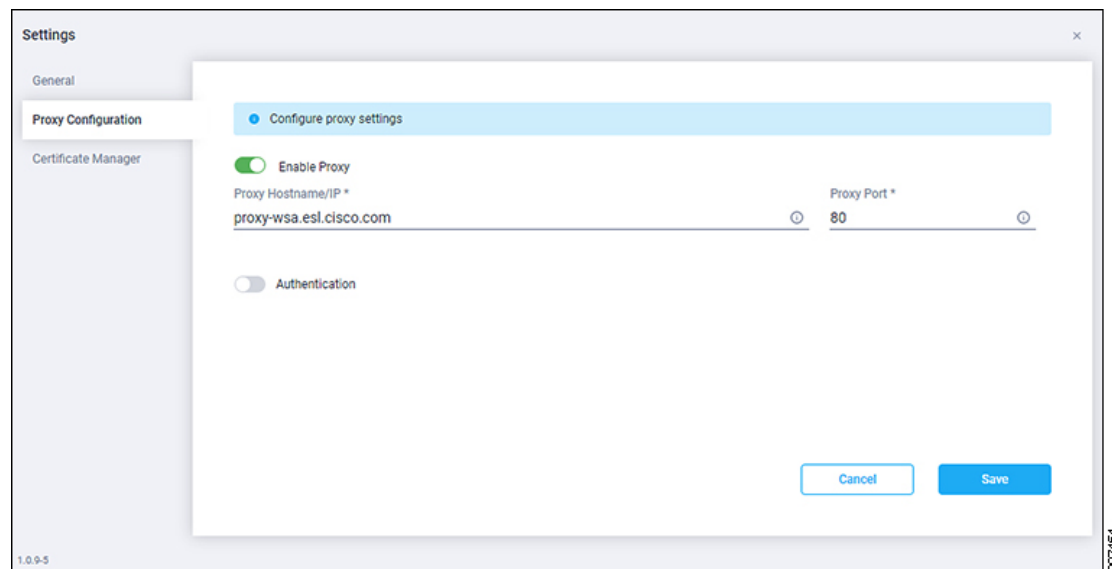 Settings
×
General
Proxy Configuration
Certificate Manager
Configure proxy settings
Enable Proxy
Proxy Hostname/IP *
Proxy Port *
proxy-wsa.esl.cisco.com
80
Authentication
Cancel
Save
1.0.9-5